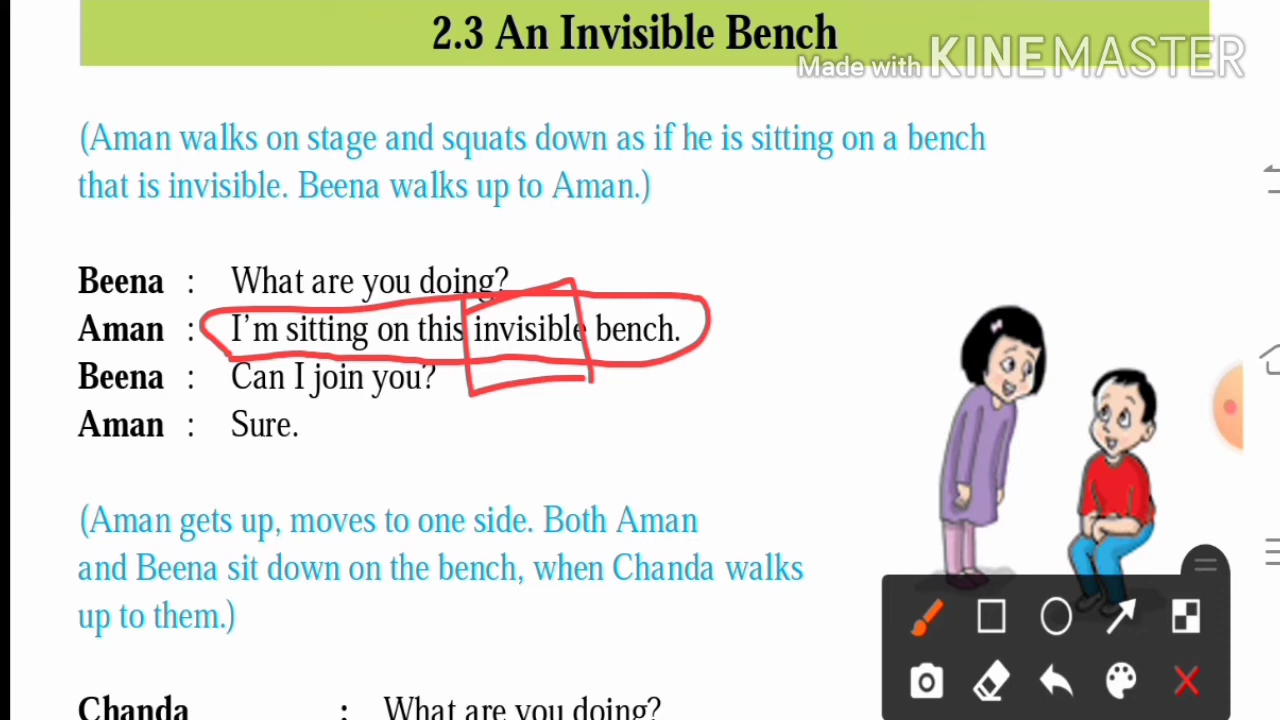 2.3 An Invisible Bench
Made with KINEMASTER
(Aman walks on stage and squats down as if he is sitting on a bench
that is invisible. Beena walks up to Aman.)
Beena : What are you doing?
Aman : I'm sitting on this invisible bench.
Beena : Can I join you?
Aman : Sure.
(Aman gets up, moves to one side. Both Aman
and Beena sit down on the bench, when Chanda walks
up to them.)
Chanda : What are you doing?